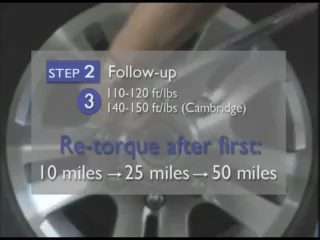 STEP 2 Follow-up
3 110-120 ft/lbs
140-150 ft/lbs (Cambridge)
Re-torque after first:
10 miles → 25 miles → 50 miles